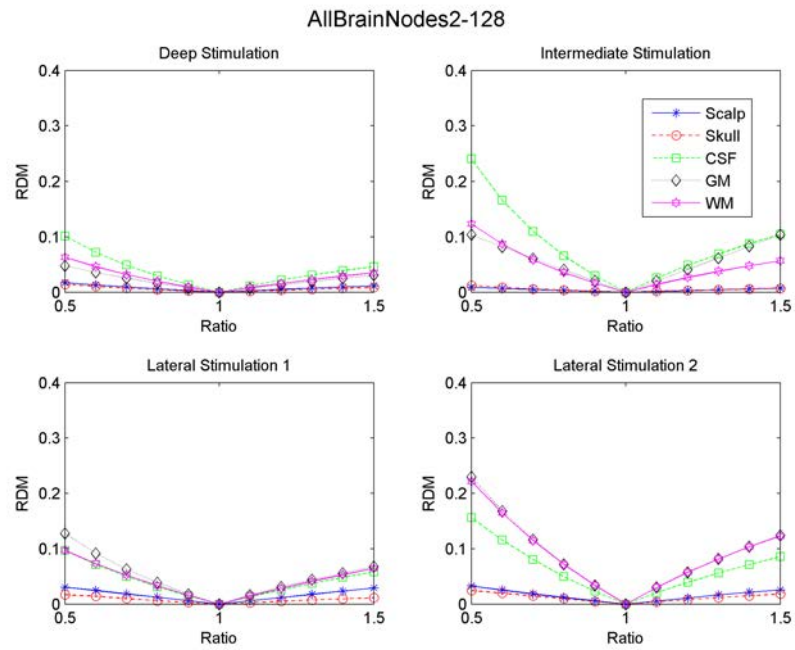 AllBrainNodes2-128
Deep Stimulation
0.4
0.3
0.2
0.1
0
RDM
0.5
1
1.5
Ratio
Intermediate Stimulation
0.4
0.3
0.2
0.1
0
RDM
0.5
1
1.5
Ratio
Scalp
Skull
CSF
GM
WM
Lateral Stimulation 1
0.4
0.3
0.2
0.1
0
RDM
0.5
1
1.5
Ratio
Lateral Stimulation 2
0.4
0.3
0.2
0.1
0
RDM
0.5
1
1.5
Ratio